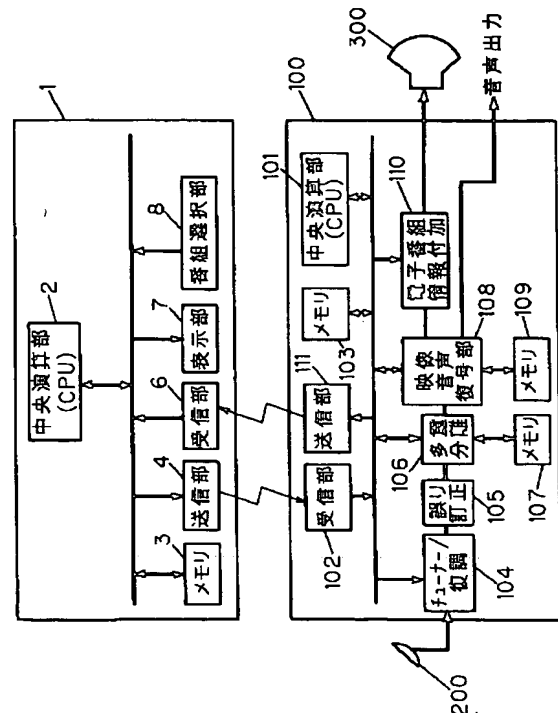 1
2
中央演算部
(CPU)
3
メモリ
4
送信部
6
受信部
7
表示部
8
番組選択部
100
101
中央演算部
(CPU)
102
受信部
111
送信部
メモリ
103
110
電子番組
情報付加
300
音声出力
200
チューナー/
復調
104
誤り
訂正
105
106
多重
分離
メモリ
107
映像
音声
復号部
108
メモリ
109